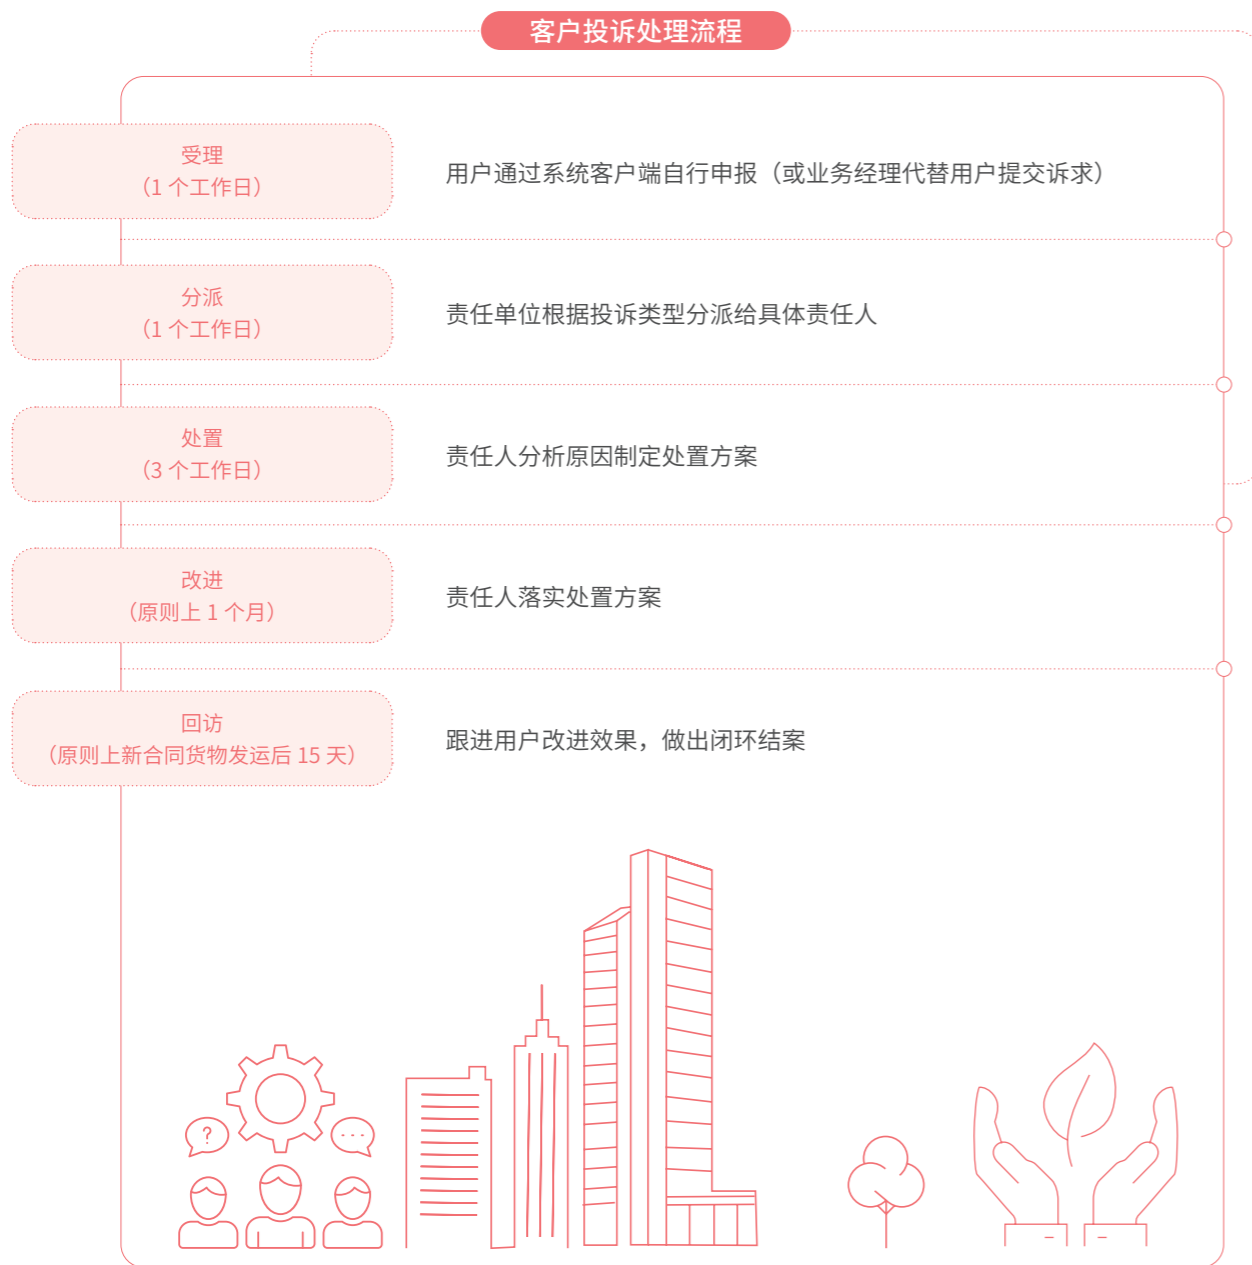 客户投诉处理流程
受理
（1 个工作日）
用户通过系统客户端自行申报（或业务经理代替用户提交诉求）
分派
（1 个工作日）
责任单位根据投诉类型分派给具体责任人
处置
（3 个工作日）
责任人分析原因制定处置方案
改进
（原则上 1 个月）
责任人落实处置方案
回访
（原则上新合同货物发运后 15 天）
跟进用户改进效果，做出闭环结案
?
...